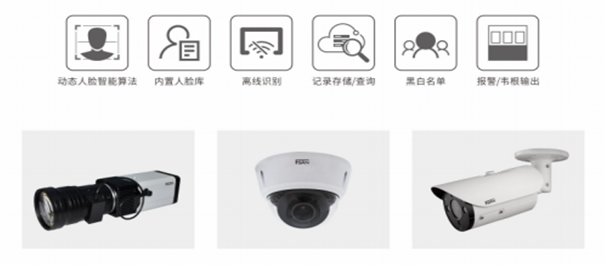 动态人脸智能算法
内置人脸库
离线识别
记录存储/查询
黑白名单
报警/韦根输出